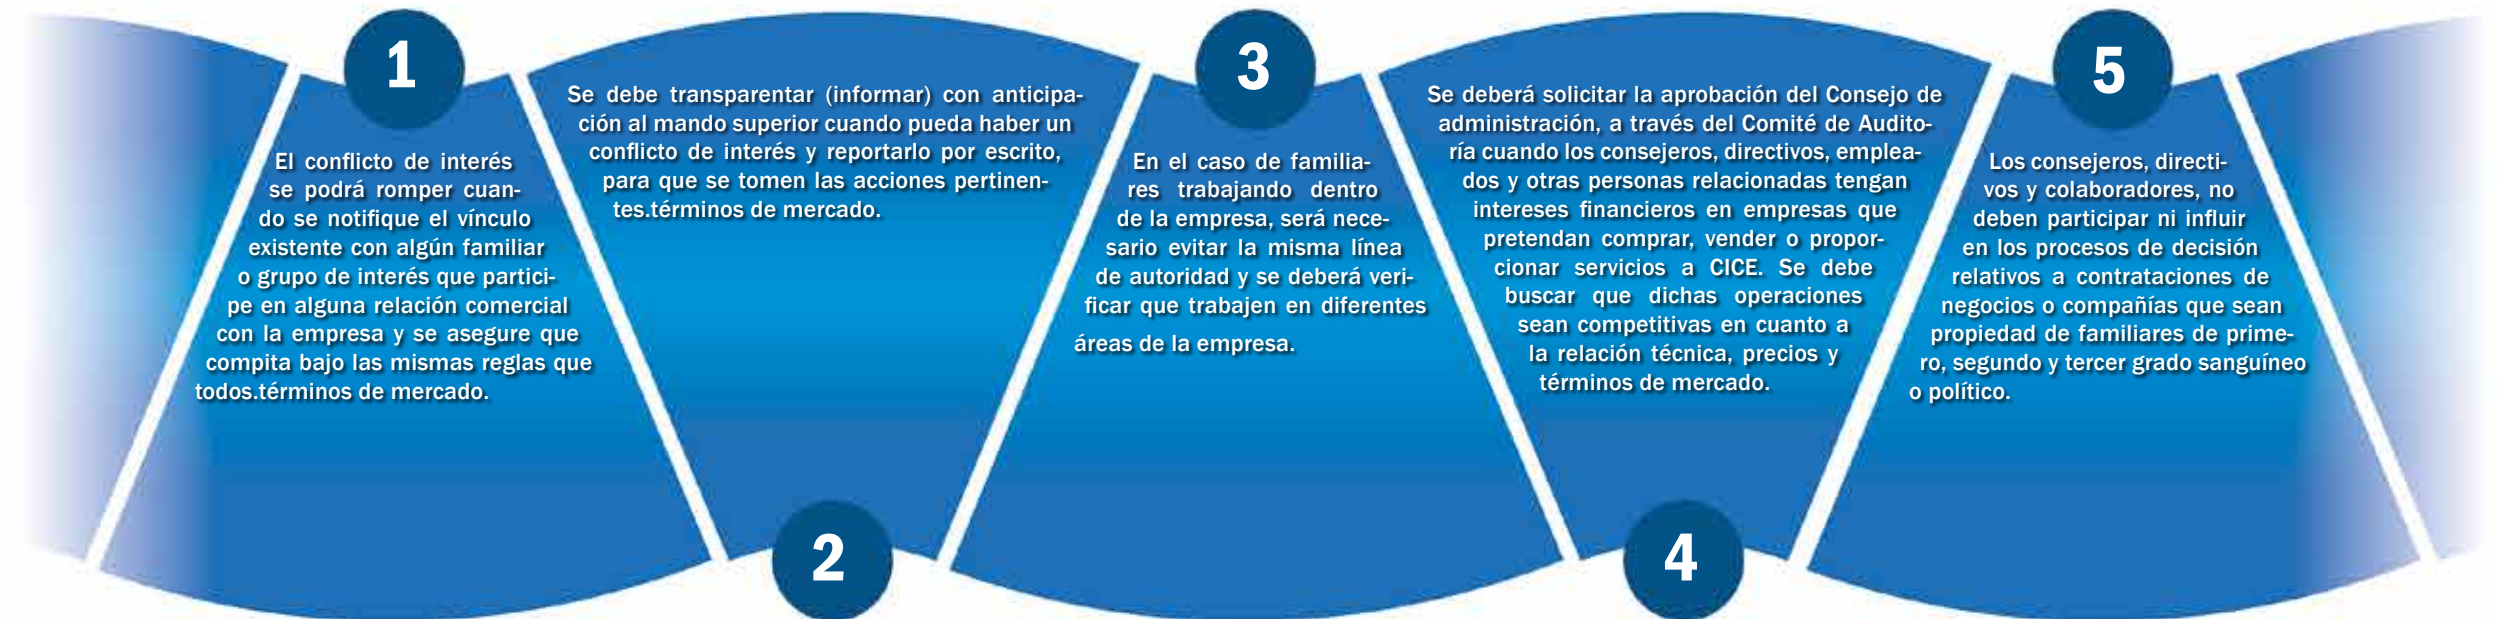 1
El conflicto de interés
se podrá romper cuan-
do se notifique el vínculo
existente con algún familiar
o grupo de interés que partici-
pe en alguna relación comercial
con la empresa y se asegure que
compita bajo las mismas reglas que
todos.términos de mercado.
Se debe transparentar (informar) con anticipa-
ción al mando superior cuando pueda haber un
conflicto de interés y reportarlo por escrito,
para que se tomen las acciones pertinen-
tes.términos de mercado.
2
3
En el caso de familia-
res trabajando dentro
de la empresa, será nece-
sario evitar la misma línea
de autoridad y se deberá veri-
ficar que trabajen en diferentes
áreas de la empresa.
Se deberá solicitar la aprobación del Consejo de
administración, a través del Comité de Audito-
ría cuando los consejeros, directivos, emplea-
dos y otras personas relacionadas tengan
intereses financieros en empresas que
pretendan comprar, vender o propor-
cionar servicios a CICE. Se debe
buscar que dichas operaciones
sean competitivas en cuanto a
la relación técnica, precios y
términos de mercado.
4
5
Los consejeros, directi-
vos y colaboradores, no
deben participar ni influir
en los procesos de decisión
relativos a contrataciones de
negocios o compañías que sean
propiedad de familiares de prime-
ro, segundo y tercer grado sanguíneo
o político.